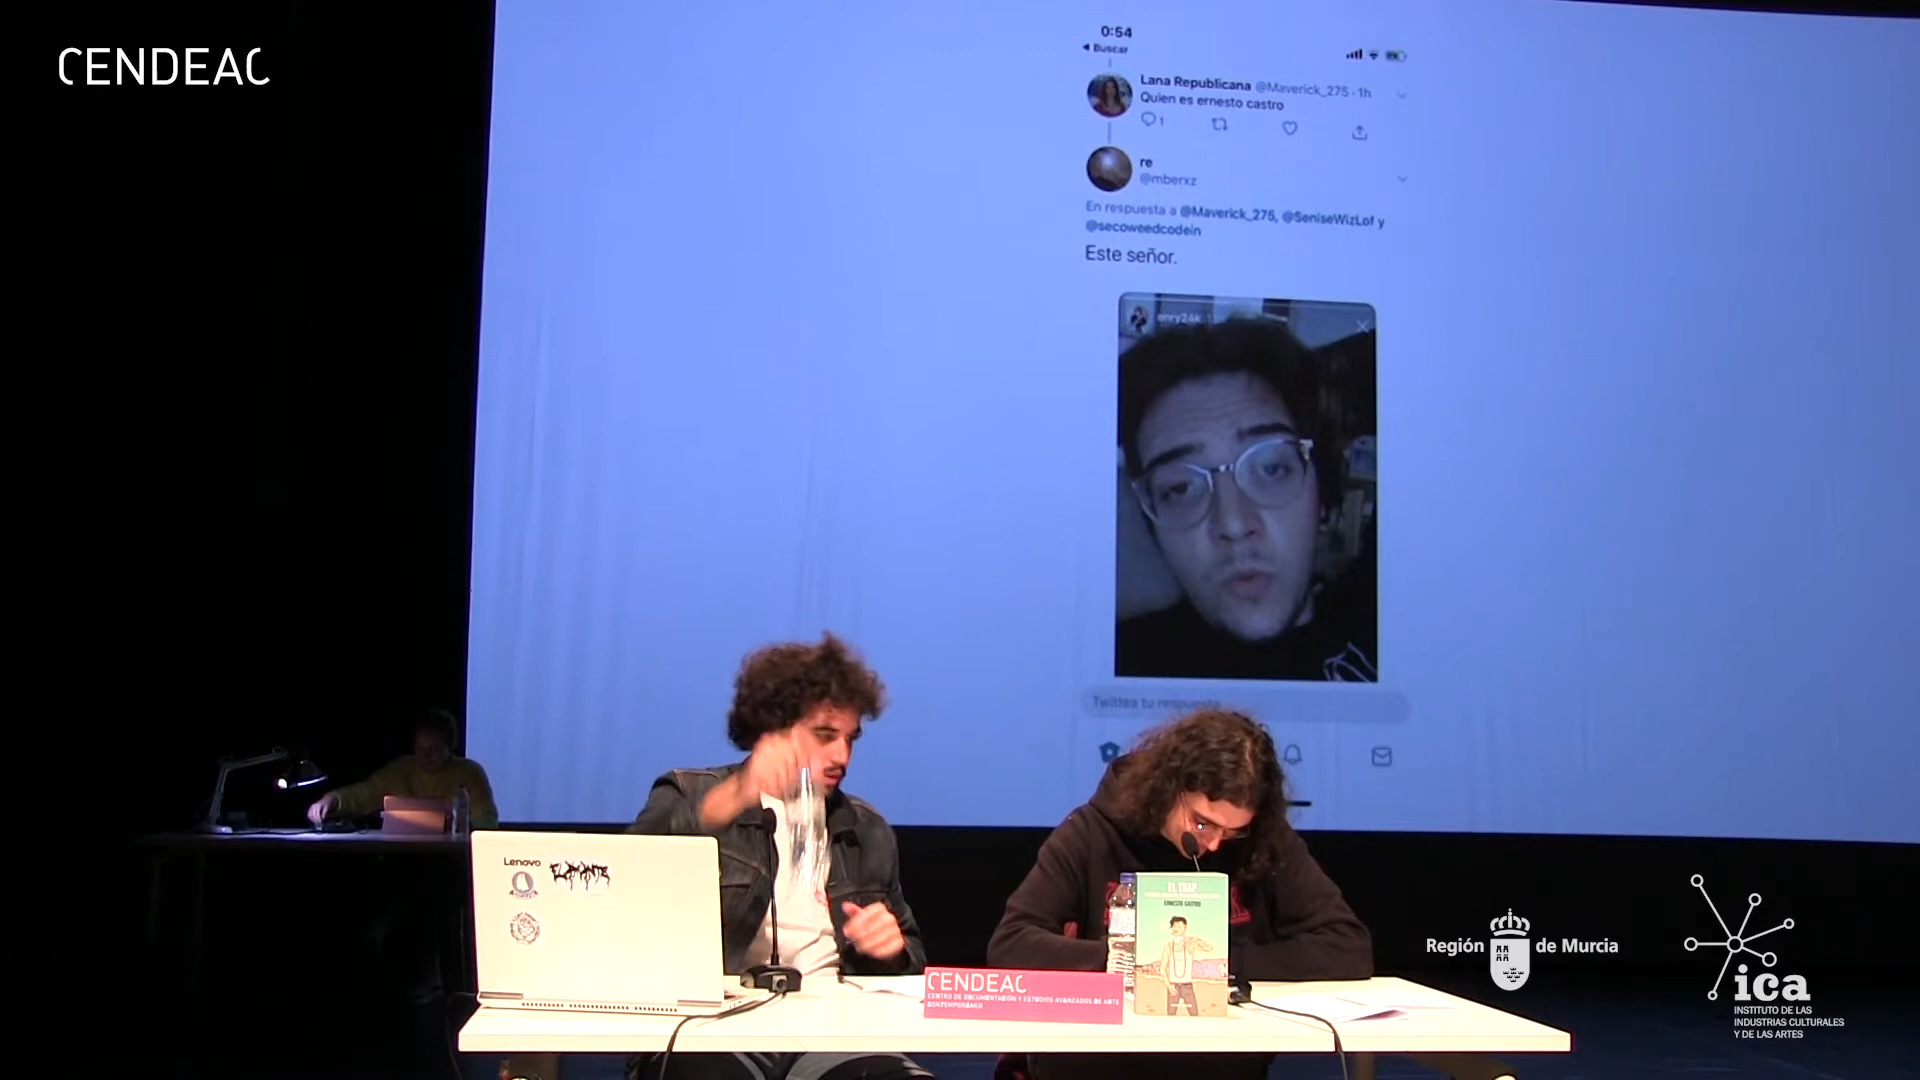 CENDEAC
0:54
Buscar
Lana Republicana @Maverick_275 · 1h
Quien es ernesto castro
1
re
@mberxz
En respuesta a @Maverick_275, @SeniseWizLof y
@secoweedcodein
Este señor.
enry24k
Twittea tu respuesta
Lenovo
EL TRAP
ERNESTO CASTRO
CENDEAC
CENTRO DE DOCUMENTACIÓN Y ESTUDIOS AVANZADOS DE ARTE
CONTEMPORÁNEO
Región de Murcia
ica
INSTITUTO DE LAS
INDUSTRIAS CULTURALES
Y DE LAS ARTES